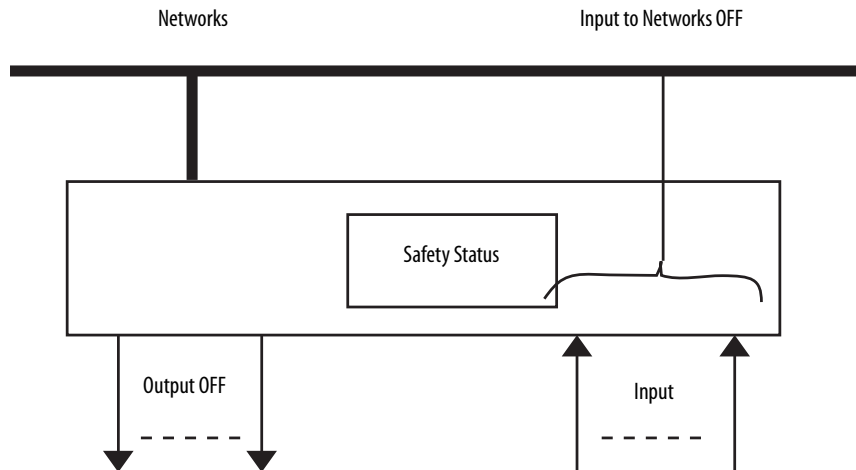 Networks
Input to Networks OFF
Safety Status
Output OFF
Input